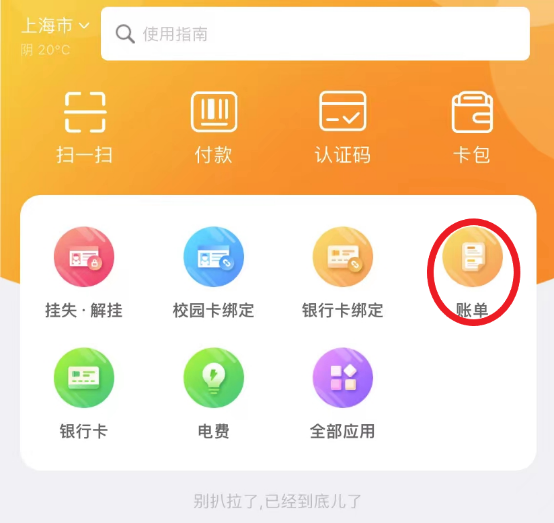 上海市
使用指南
阴 20°C
扫一扫
付款
认证码
卡包
挂失·解挂
校园卡绑定
银行卡绑定
账单
银行卡
电费
全部应用
别扒拉了,已经到底儿了